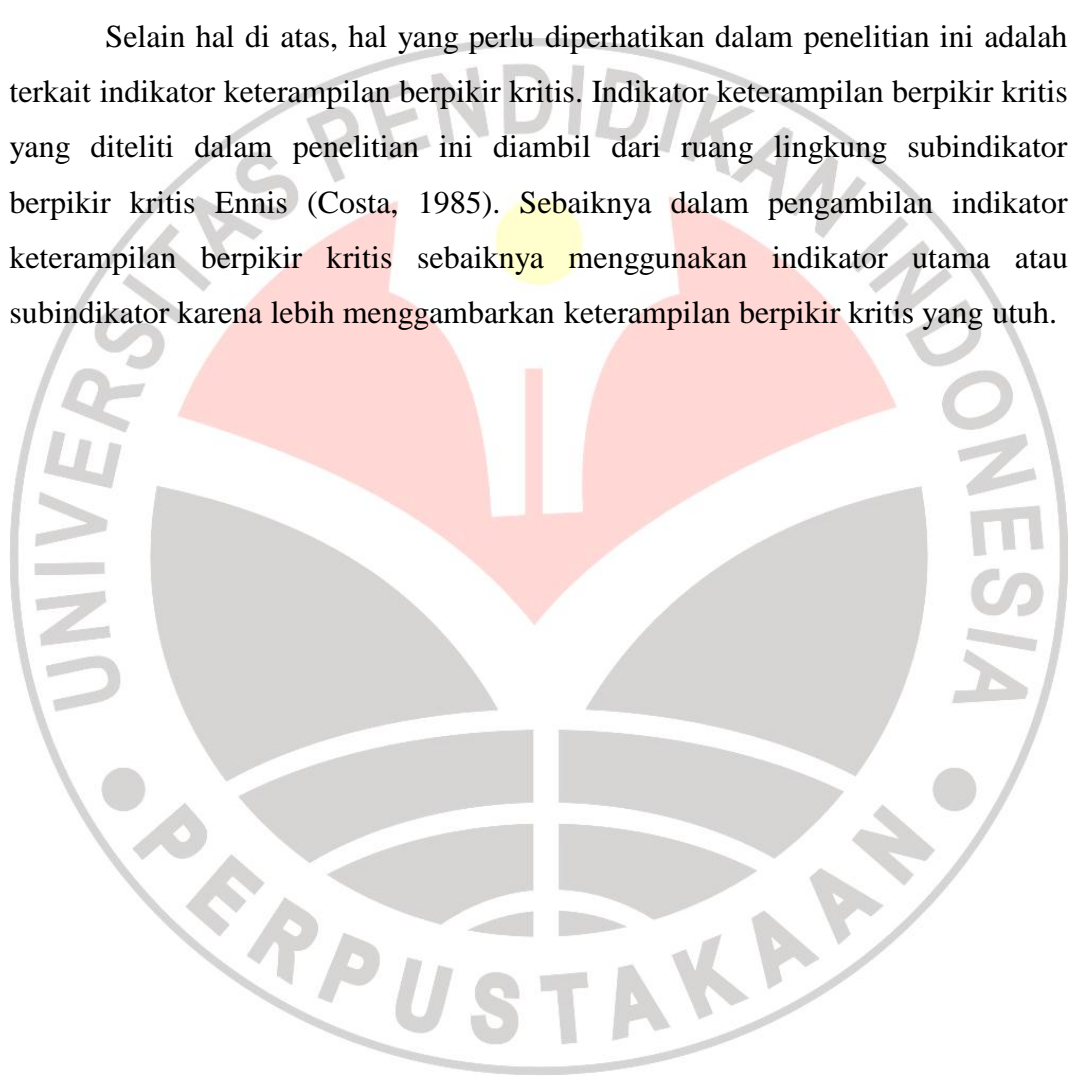 Selain hal di atas, hal yang perlu diperhatikan dalam penelitian ini adalah
terkait indikator keterampilan berpikir kritis. Indikator keterampilan berpikir kritis
yang diteliti dalam penelitian ini diambil dari ruang lingkung subindikator
berpikir kritis Ennis (Costa, 1985). Sebaiknya dalam pengambilan indikator
keterampilan berpikir kritis sebaiknya menggunakan indikator utama atau
subindikator karena lebih menggambarkan keterampilan berpikir kritis yang utuh.
UNIVERSITAS PENDIDIKAN INDONESIA
PERPUSTAKAAN